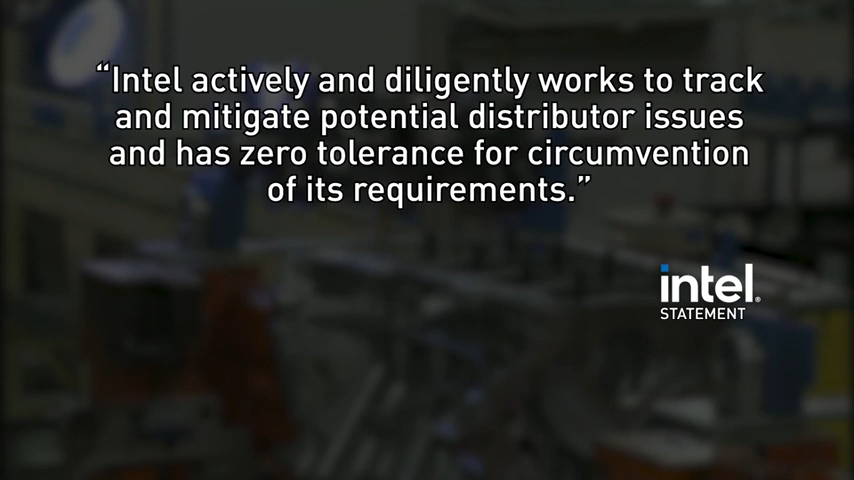 “Intel actively and diligently works to track
and mitigate potential distributor issues
and has zero tolerance for circumvention
of its requirements.”
intel®
STATEMENT